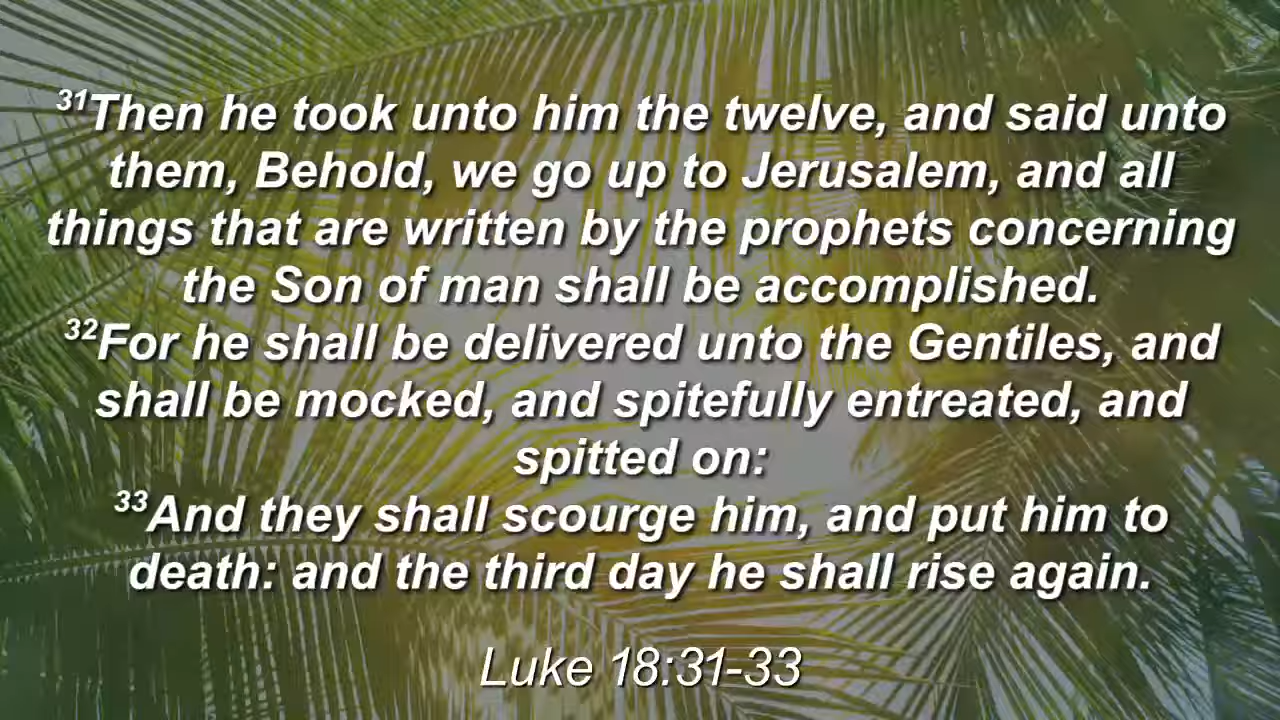 31Then he took unto him the twelve, and said unto
them, Behold, we go up to Jerusalem, and all
things that are written by the prophets concerning
the Son of man shall be accomplished.
32For he shall be delivered unto the Gentiles, and
shall be mocked, and spitefully entreated, and
spitted on:
33And they shall scourge him, and put him to
death: and the third day he shall rise again.
Luke 18:31-33